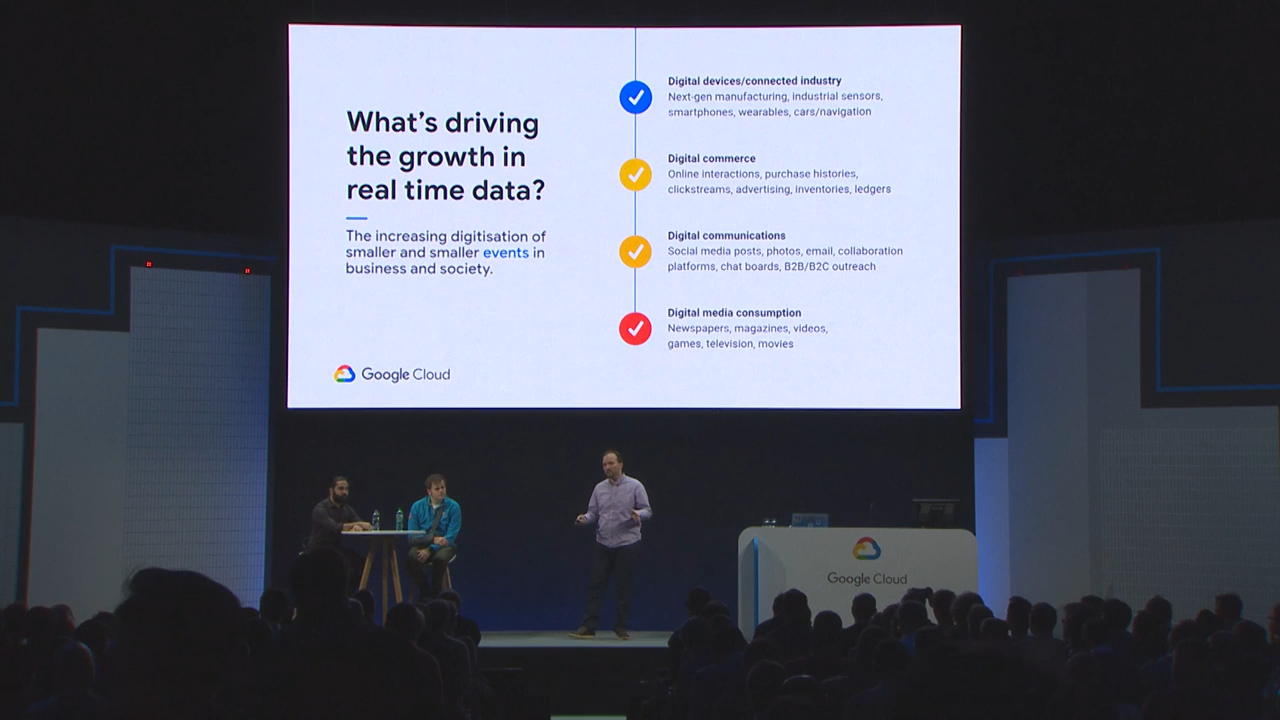 What's driving
the growth in
real time data?
The increasing digitisation of
smaller and smaller events in
business and society.
Google Cloud
Digital devices/connected industry
Next-gen manufacturing, industrial sensors,
smartphones, wearables, cars/navigation
Digital commerce
Online interactions, purchase histories,
clickstreams, advertising, inventories, ledgers
Digital communications
Social media posts, photos, email, collaboration
platforms, chat boards, B2B/B2C outreach
Digital media consumption
Newspapers, magazines, videos,
games, television, movies
Google Cloud